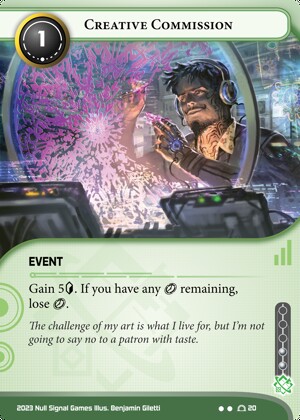 Creative Commission
1
EVENT
Gain 5. If you have any remaining,
lose.
The challenge of my art is what I live for, but I'm not
going to say no to a patron with taste.
2023 Null Signal Games Illus. Benjamin Giletti
20